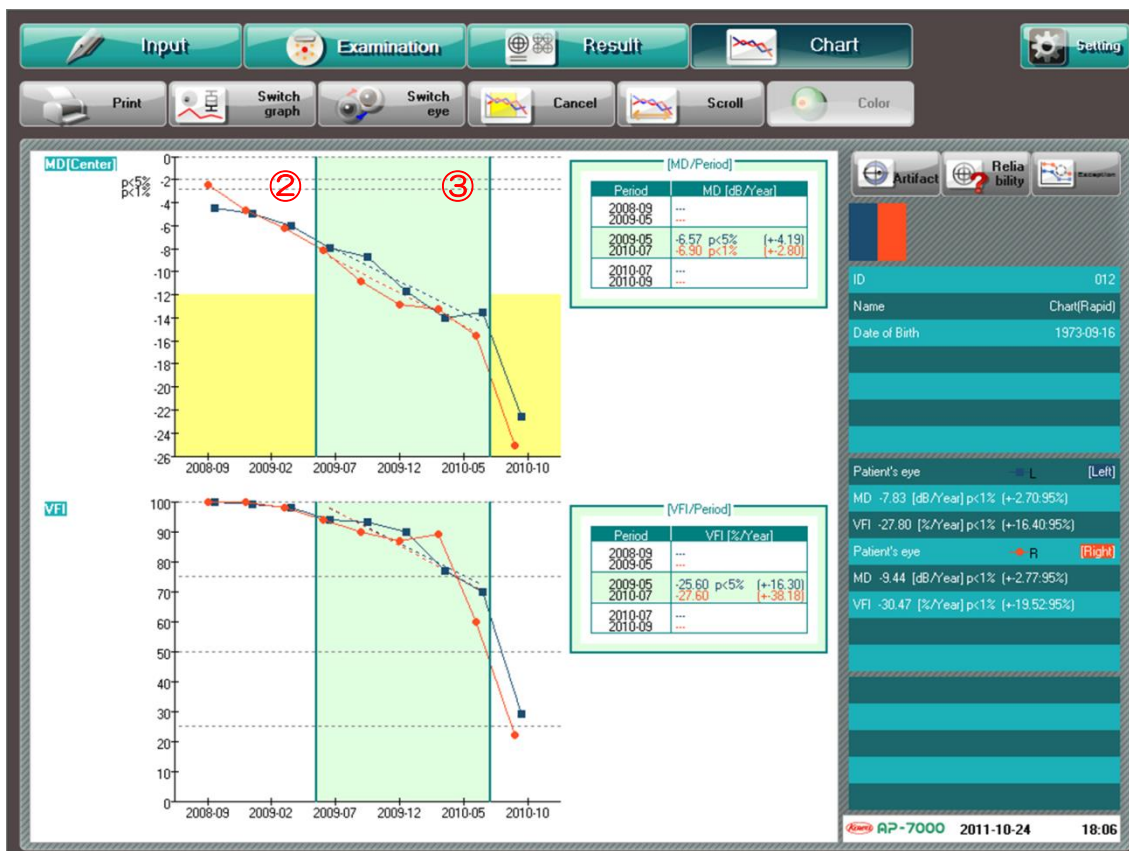 Input
Examination
Result
Chart
Setting
Print
Switch graph
Switch eye
Cancel
Scroll
Color
MD[Center]
②
③
0
p<5%
p<1%
-2
-4
-6
-8
-10
-12
-14
-16
-18
-20
-22
-24
-26
2008-09 2009-02 2009-07 2009-12 2010-05 2010-10
[MD/Period]
Period MD [dB/Year]
2008-09 ---
2009-05 ---
2009-05 -6.57 p<5% (+-4.19)
2010-07 -6.90 p<1% (+-2.80)
2010-07 ---
2010-09 ---
VFI
100
90
80
70
60
50
40
30
20
10
0
2008-09 2009-02 2009-07 2009-12 2010-05 2010-10
[VFI/Period]
Period VFI [%/Year]
2008-09 ---
2009-05 ---
2009-05 -25.60 p<5% (+-16.30)
2010-07 -27.60 (+-38.18)
2010-07 ---
2010-09 ---
Artifact
Relia
bility
Exception
ID 012
Name Chart(Rapid)
Date of Birth 1973-09-16
Patient's eye L [Left]
MD -7.83 [dB/Year] p<1% (+-2.70:95%)
VFI -27.80 [%/Year] p<1% (+-16.40:95%)
Patient's eye R [Right]
MD -9.44 [dB/Year] p<1% (+-2.77:95%)
VFI -30.47 [%/Year] p<1% (+-19.52:95%)
Kowa AP-7000 2011-10-24 18:06